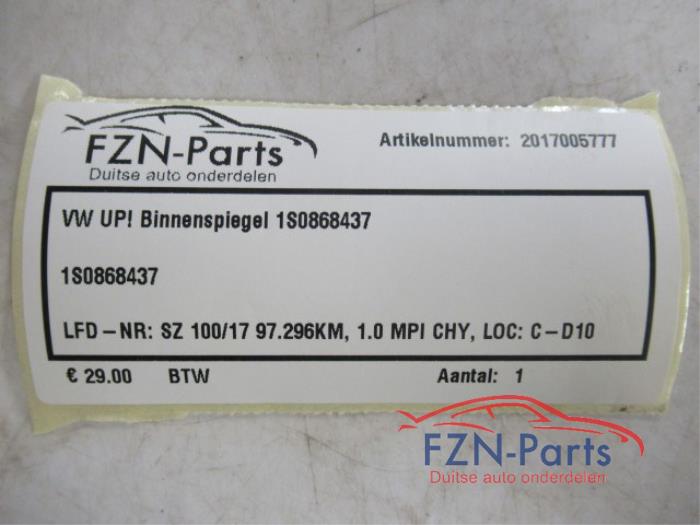 FZN-Parts
Duitse auto onderdelen
Artikelnummer: 2017005777
VW UP! Binnenspiegel 1S0868437
1S0868437
LFD-NR: SZ 100/17 97.296KM, 1.0 MPI CHY, LOC: C-D10
€ 29.00 BTW Aantal: 1
FZN-Parts
Duitse auto onderdelen